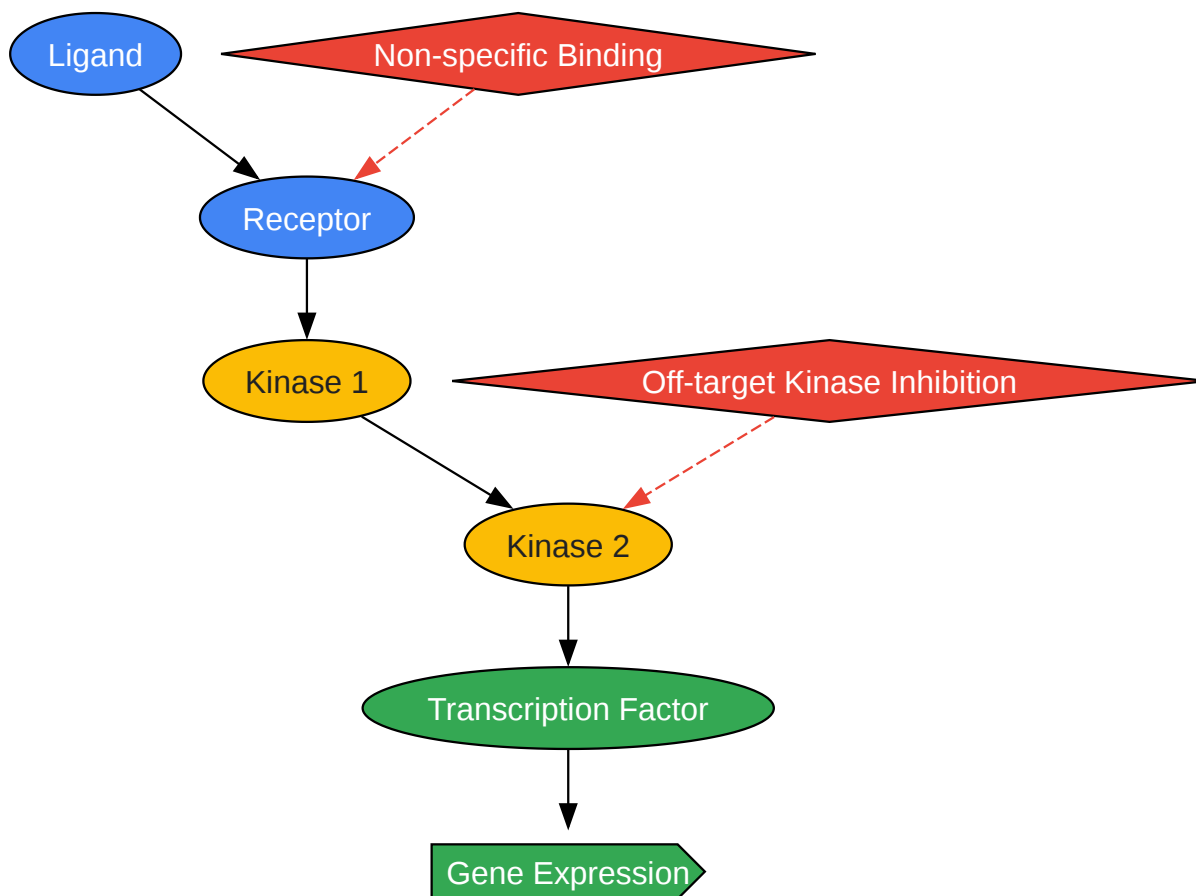 Ligand
Non-specific Binding
Receptor
Kinase 1
Off-target Kinase Inhibition
Kinase 2
Transcription Factor
Gene Expression